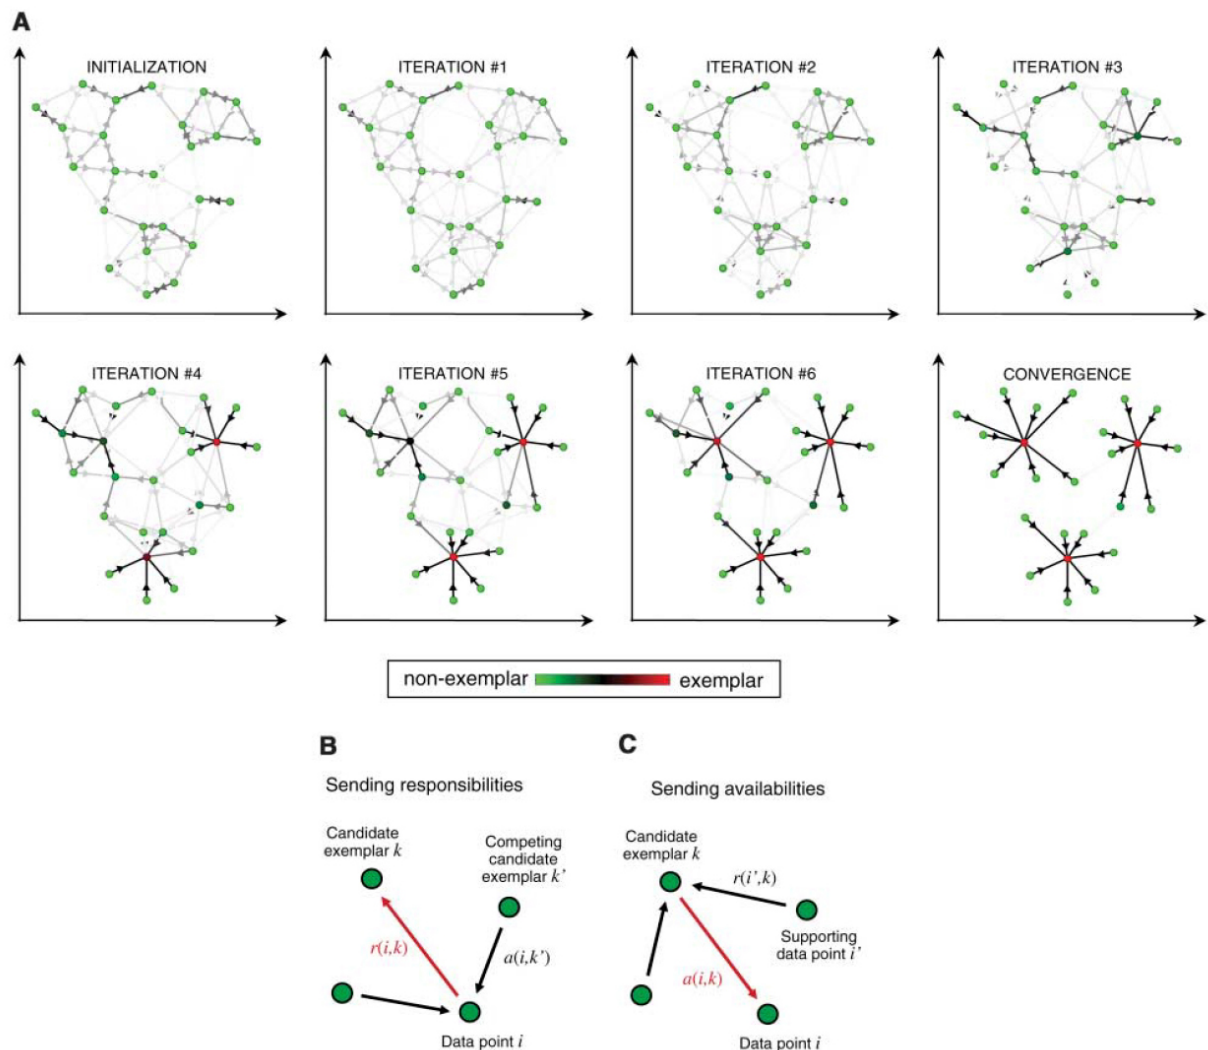 A
INITIALIZATION
ITERATION #1
ITERATION #2
ITERATION #3
ITERATION #4
ITERATION #5
ITERATION #6
CONVERGENCE
non-exemplar
exemplar
B
Sending responsibilities
Candidate
exemplar k
Competing
candidate
exemplar k’
r(i,k)
a(i,k’)
Data point i
C
Sending availabilities
Candidate
exemplar k
r(i’,k)
Supporting
data point i’
a(i,k)
Data point i